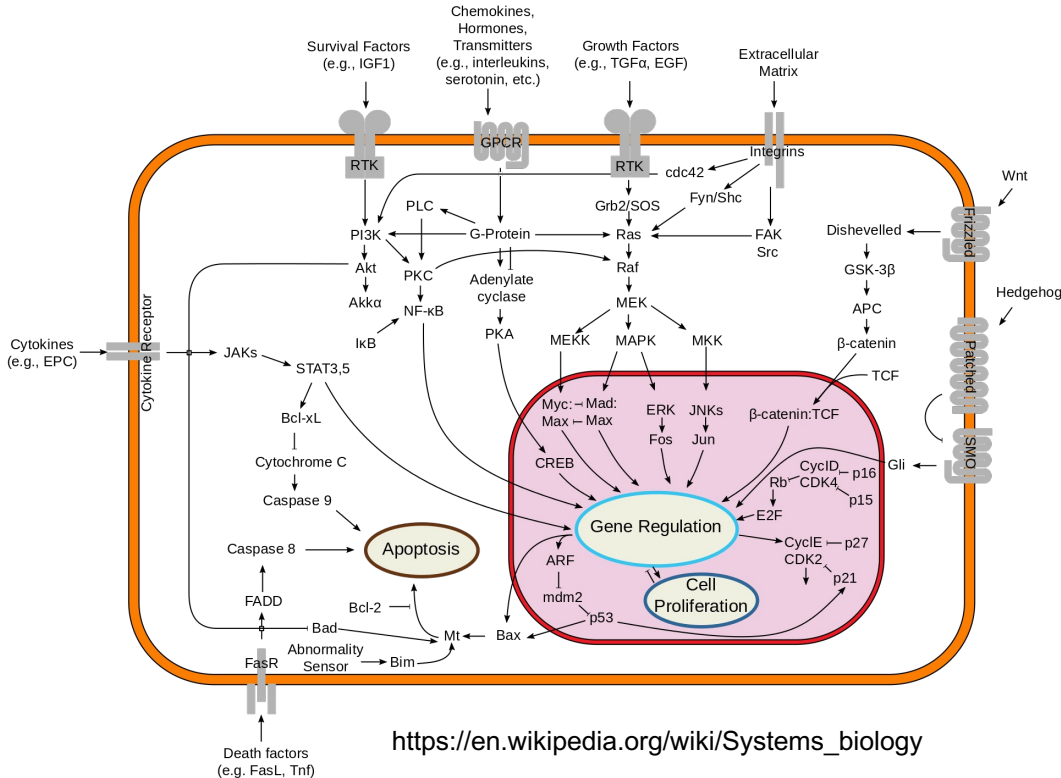 Chemokines,
Hormones,
Transmitters
(e.g., interleukins,
serotonin, etc.)
Survival Factors
(e.g., IGF1)
Growth Factors
(e.g., TGFα, EGF)
Extracellular
Matrix
GPCR
RTK
RTK
Integrins
cdc42
Fyn/Shc
Wnt
Frizzled
PLC
Grb2/SOS
PI3K
G-Protein
Ras
FAK
Src
Dishevelled
Akt
PKC
Adenylate
cyclase
Raf
GSK-3β
Akkα
NF-κB
MEK
APC
Hedgehog
Patched
IκB
PKA
MEKK
MAPK
MKK
β-catenin
TCF
Cytokines
(e.g., EPC)
Cytokine Receptor
JAKs
STAT3,5
Bcl-xL
Cytochrome C
Caspase 9
Myc:
Max
Mad:
Max
ERK
Fos
JNKs
Jun
β-catenin:TCF
CREB
Gli
SMO
CycID
CDK4
p16
p15
Rb
E2F
Gene Regulation
CyclE
CDK2
p27
p21
Caspase 8
Apoptosis
ARF
mdm2
p53
Cell
Proliferation
FADD
Bcl-2
Bad
Mt
Bax
Abnormality
Sensor
Bim
FasR
Death factors
(e.g. FasL, Tnf)
https://en.wikipedia.org/wiki/Systems_biology